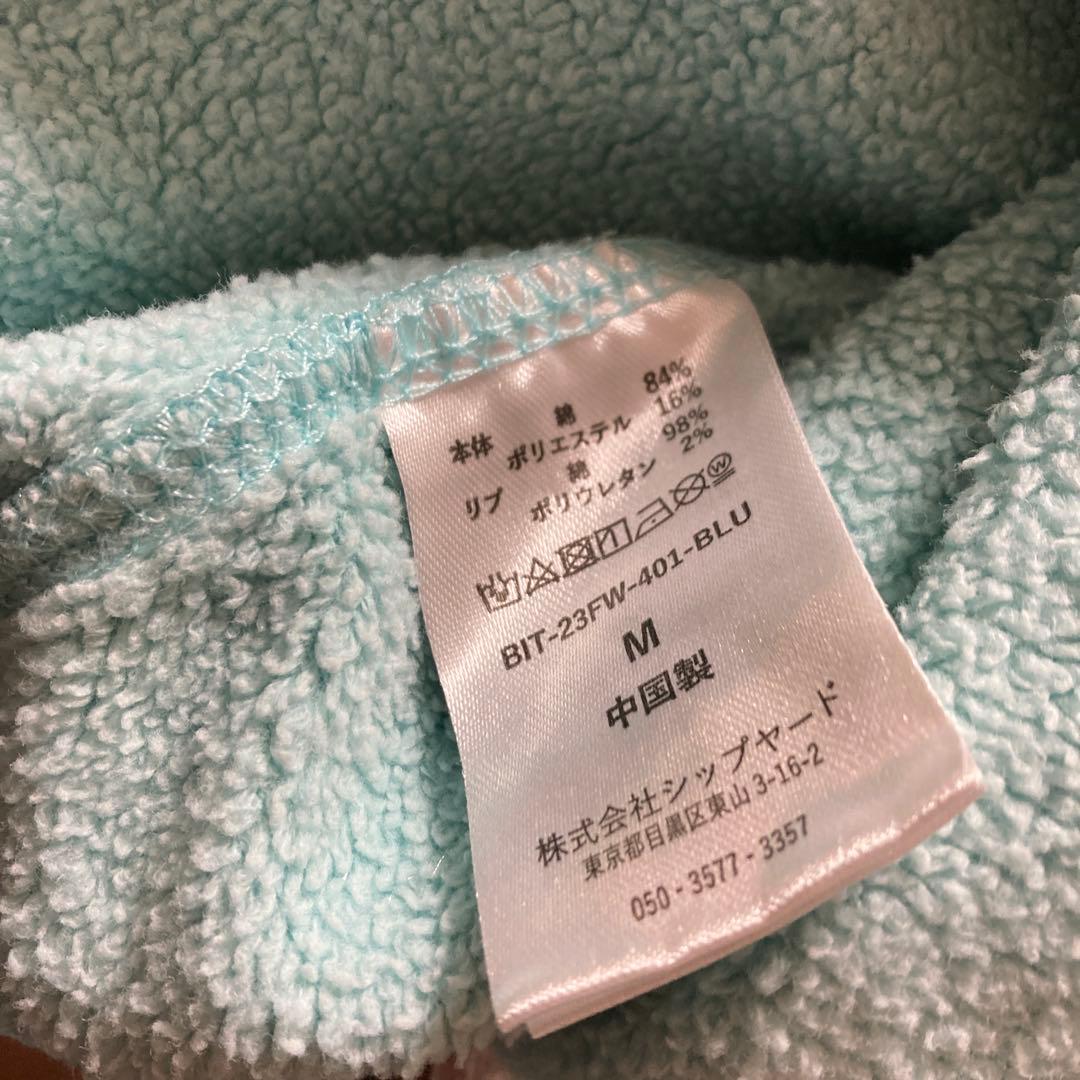 本体 綿 84%
ポリエステル 16%
リブ 綿 98%
ポリウレタン 2%
BIT-23FW-401-BLU
M
中国製
株式会社シップヤード
東京都目黒区東山 3-16-2
050 - 3577 - 3357